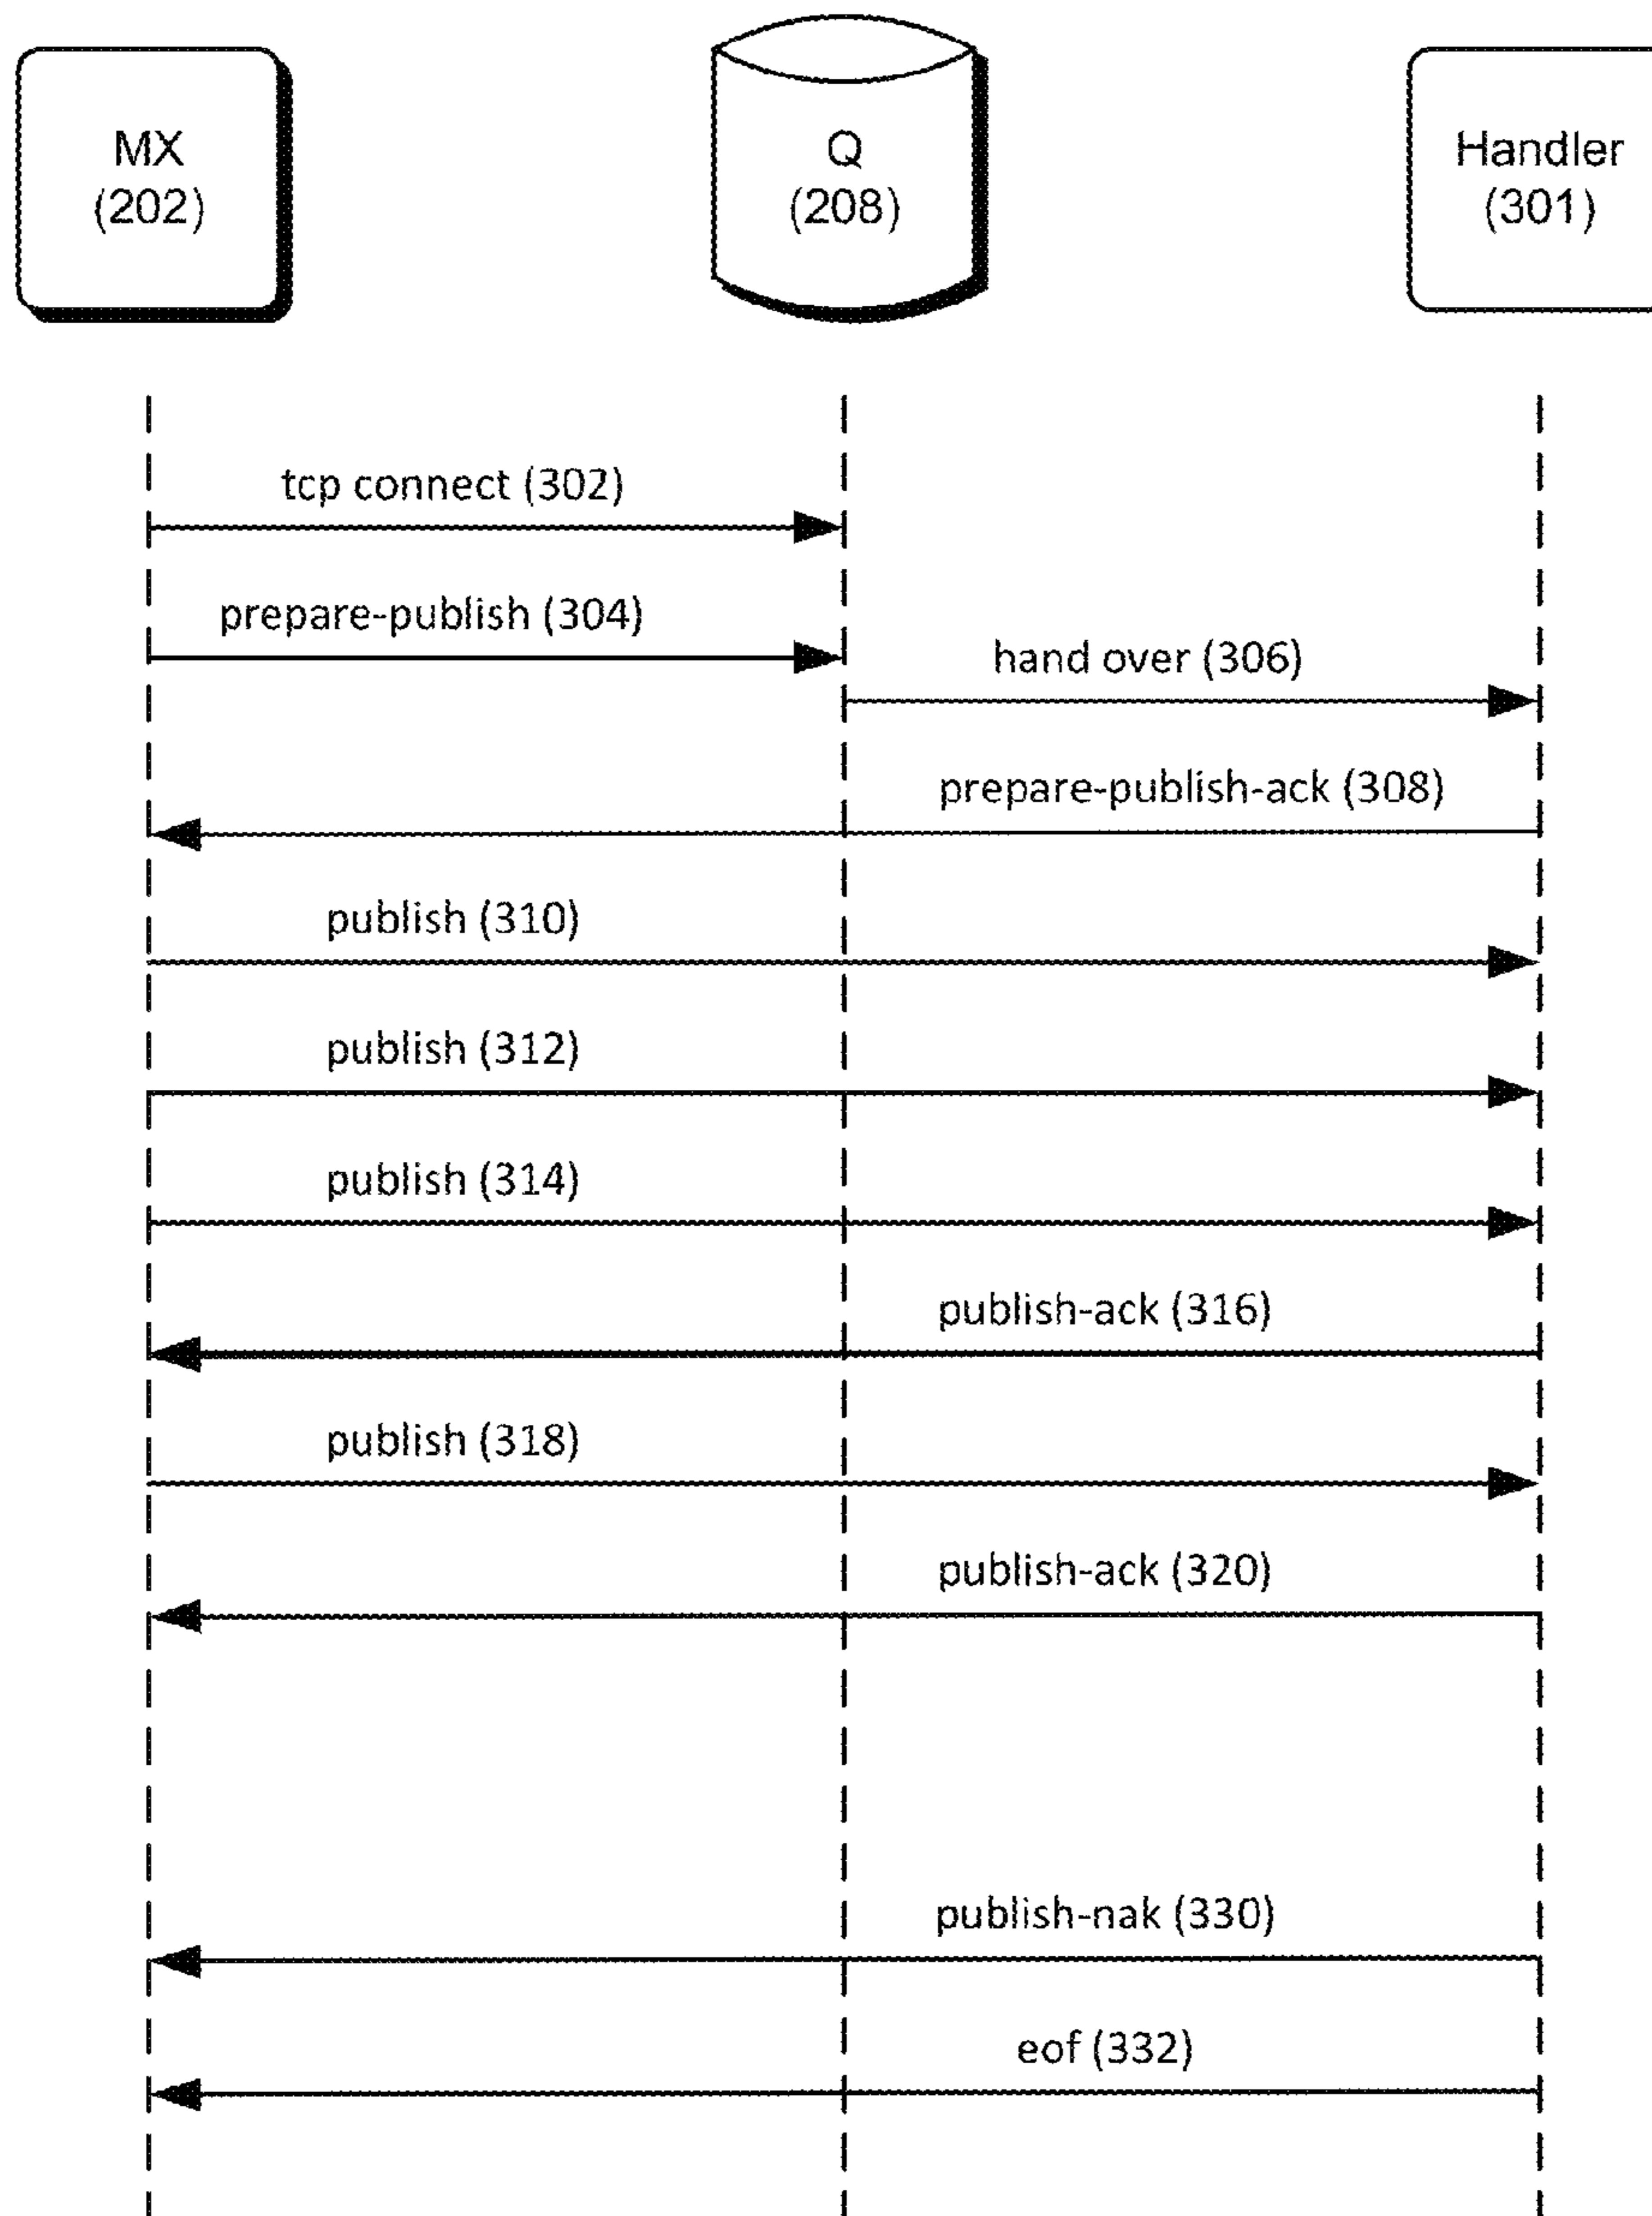 MX
(202)
Q
(208)
Handler
(301)
tcp connect (302)
prepare-publish (304)
hand over (306)
prepare-publish-ack (308)
publish (310)
publish (312)
publish (314)
publish-ack (316)
publish (318)
publish-ack (320)
publish-nak (330)
eof (332)